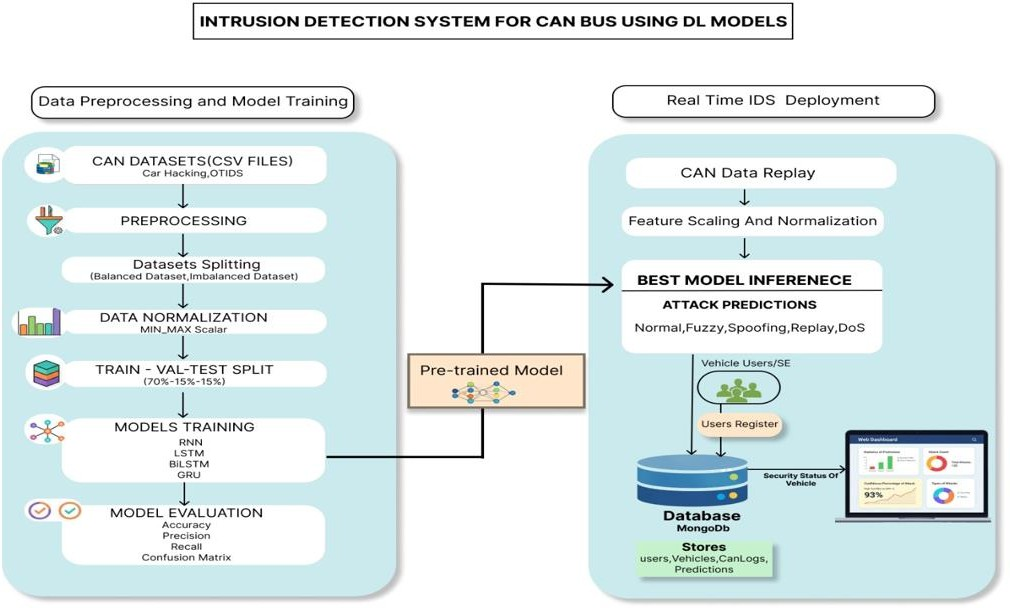 INTRUSION DETECTION SYSTEM FOR CAN BUS USING DL MODELS
Data Preprocessing and Model Training
CAN DATASETS(CSV FILES)
Car Hacking,OTIDS
PREPROCESSING
Datasets Splitting
(Balanced Dataset,Imbalanced Dataset)
DATA NORMALIZATION
MIN_MAX Scalar
TRAIN - VAL-TEST SPLIT
(70%-15%-15%)
MODELS TRAINING
RNN
LSTM
BiLSTM
GRU
MODEL EVALUATION
Accuracy
Precision
Recall
Confusion Matrix
Pre-trained Model
Real Time IDS Deployment
CAN Data Replay
Feature Scaling And Normalization
BEST MODEL INFERENECE
ATTACK PREDICTIONS
Normal,Fuzzy,Spoofing,Replay,DoS
Vehicle Users/SE
Users Register
Security Status Of
Vehicle
Database
MongoDb
Stores
users,Vehicles,CanLogs,
Predictions
Web Dashboard
93%